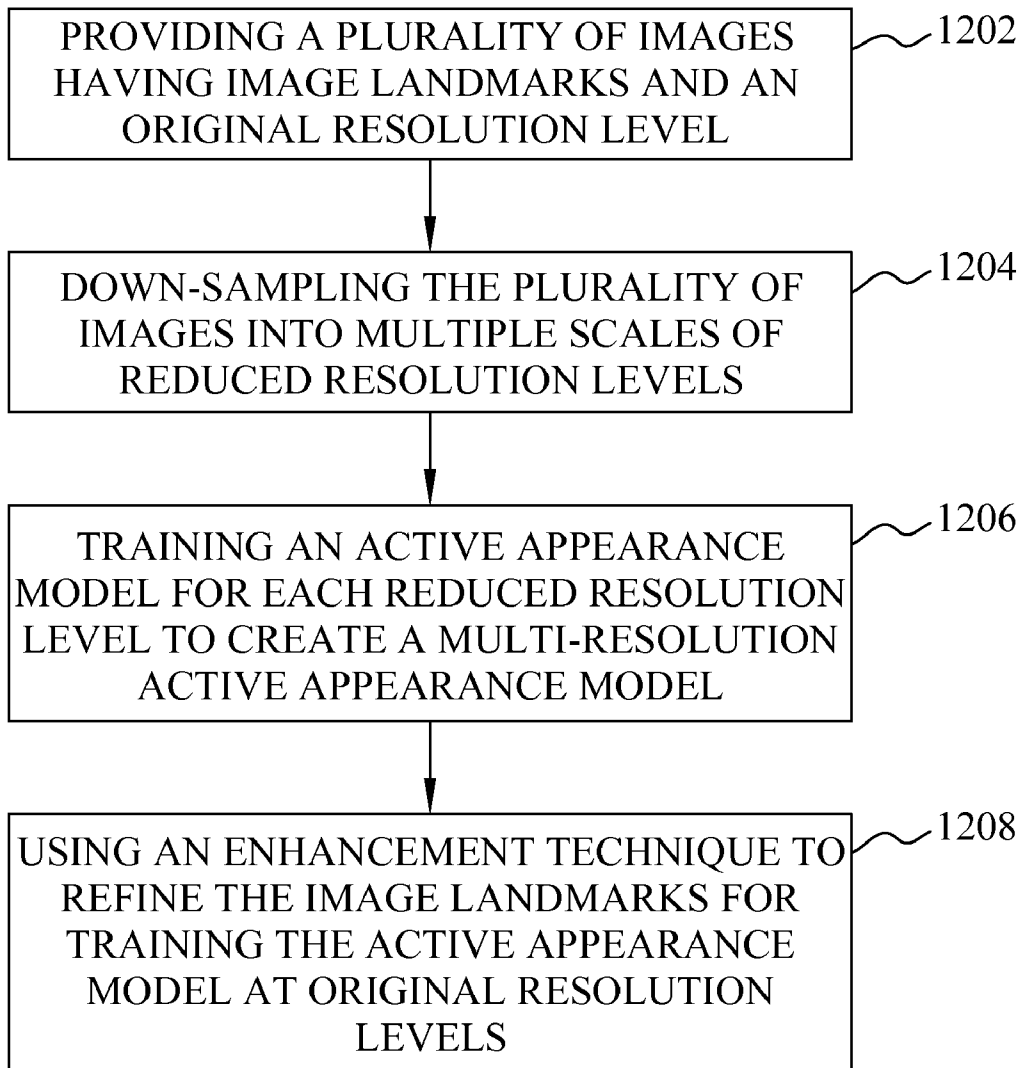 PROVIDING A PLURALITY OF IMAGES
HAVING IMAGE LANDMARKS AND AN
ORIGINAL RESOLUTION LEVEL
1202
DOWN-SAMPLING THE PLURALITY OF
IMAGES INTO MULTIPLE SCALES OF
REDUCED RESOLUTION LEVELS
1204
TRAINING AN ACTIVE APPEARANCE
MODEL FOR EACH REDUCED RESOLUTION
LEVEL TO CREATE A MULTI-RESOLUTION
ACTIVE APPEARANCE MODEL
1206
USING AN ENHANCEMENT TECHNIQUE TO
REFINE THE IMAGE LANDMARKS FOR
TRAINING THE ACTIVE APPEARANCE
MODEL AT ORIGINAL RESOLUTION
LEVELS
1208